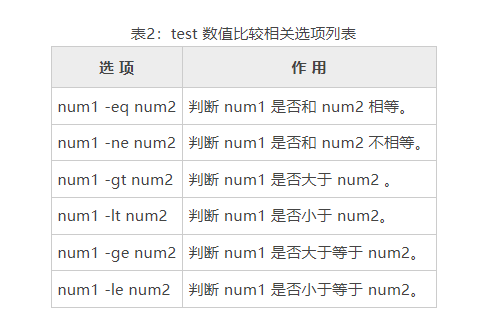 表2：test 数值比较相关选项列表
选 项 作 用
num1 -eq num2 判断 num1 是否和 num2 相等。
num1 -ne num2 判断 num1 是否和 num2 不相等。
num1 -gt num2 判断 num1 是否大于 num2 。
num1 -lt num2 判断 num1 是否小于 num2。
num1 -ge num2 判断 num1 是否大于等于 num2。
num1 -le num2 判断 num1 是否小于等于 num2。